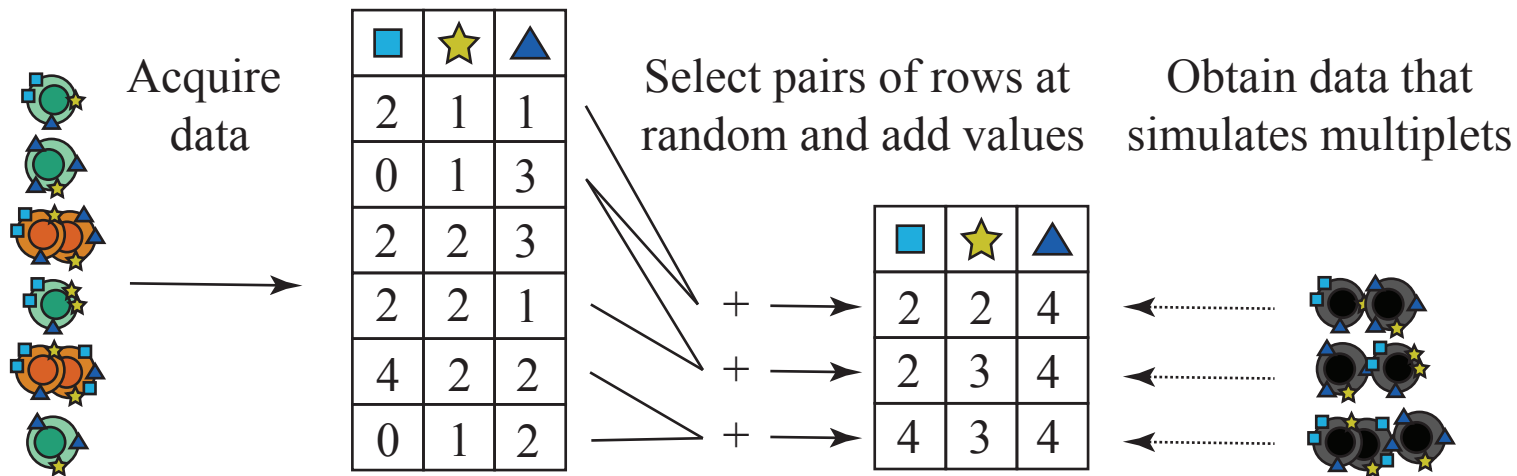 Acquire
data
2 1 1
0 1 3
2 2 3
2 2 1
4 2 2
0 1 2
Select pairs of rows at
random and add values
+
+
+
2 2 4
2 3 4
4 3 4
Obtain data that
simulates multiplets